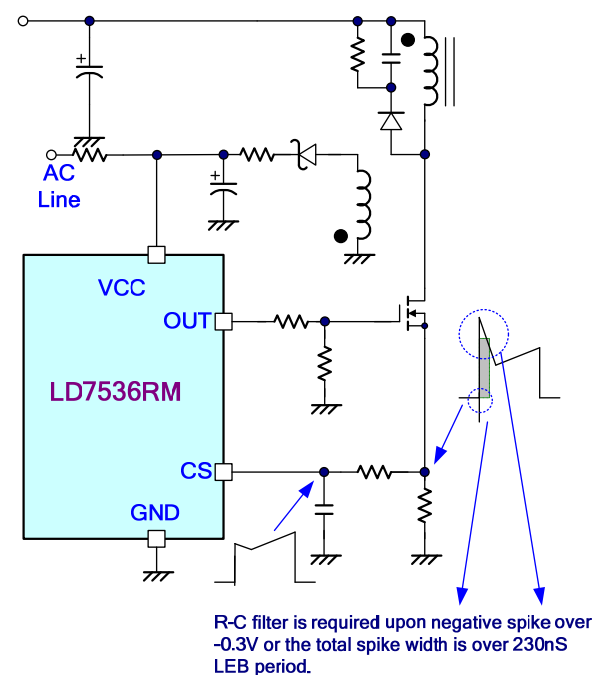 +
AC
Line
+
VCC
OUT
LD7536RM
CS
GND
R-C filter is required upon negative spike over
-0.3V or the total spike width is over 230nS
LEB period.